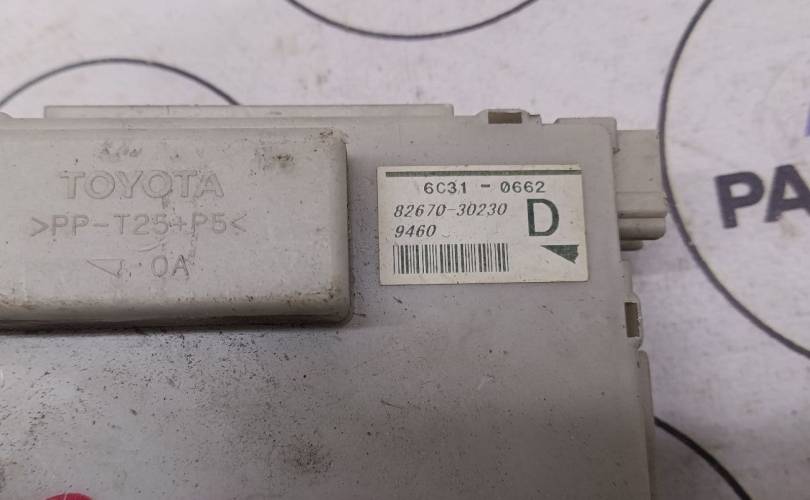 TOYOTA
>PP-T25+P5<
0A
6C31 - 0662
82670-30230
9460
D
PA